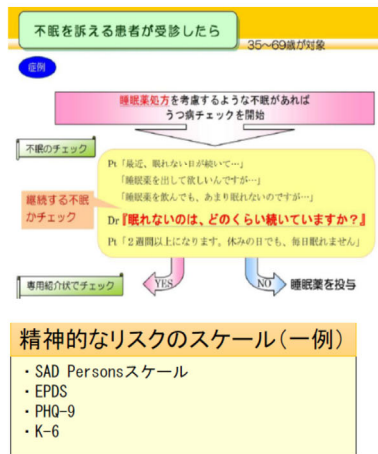 不眠を訴える患者が受診したら
35～69歳が対象
症例
睡眠薬処方を考慮するような不眠があれば
うつ病チェックを開始
不眠のチェック
Pt「最近、眠れない日が続いて…」
「睡眠薬を出して欲しいんですが…」
「睡眠薬を飲んでも、あまり眠れないのですが…」
継続する不眠
かチェック
Dr『眠れないのは、どのくらい続いていますか？』
Pt「２週間以上になります。休みの日でも、毎日眠れません」
専用紹介状でチェック
YES
NO
睡眠薬を投与
精神的なリスクのスケール（一例）
・SAD Personsスケール
・EPDS
・PHQ-9
・K-6